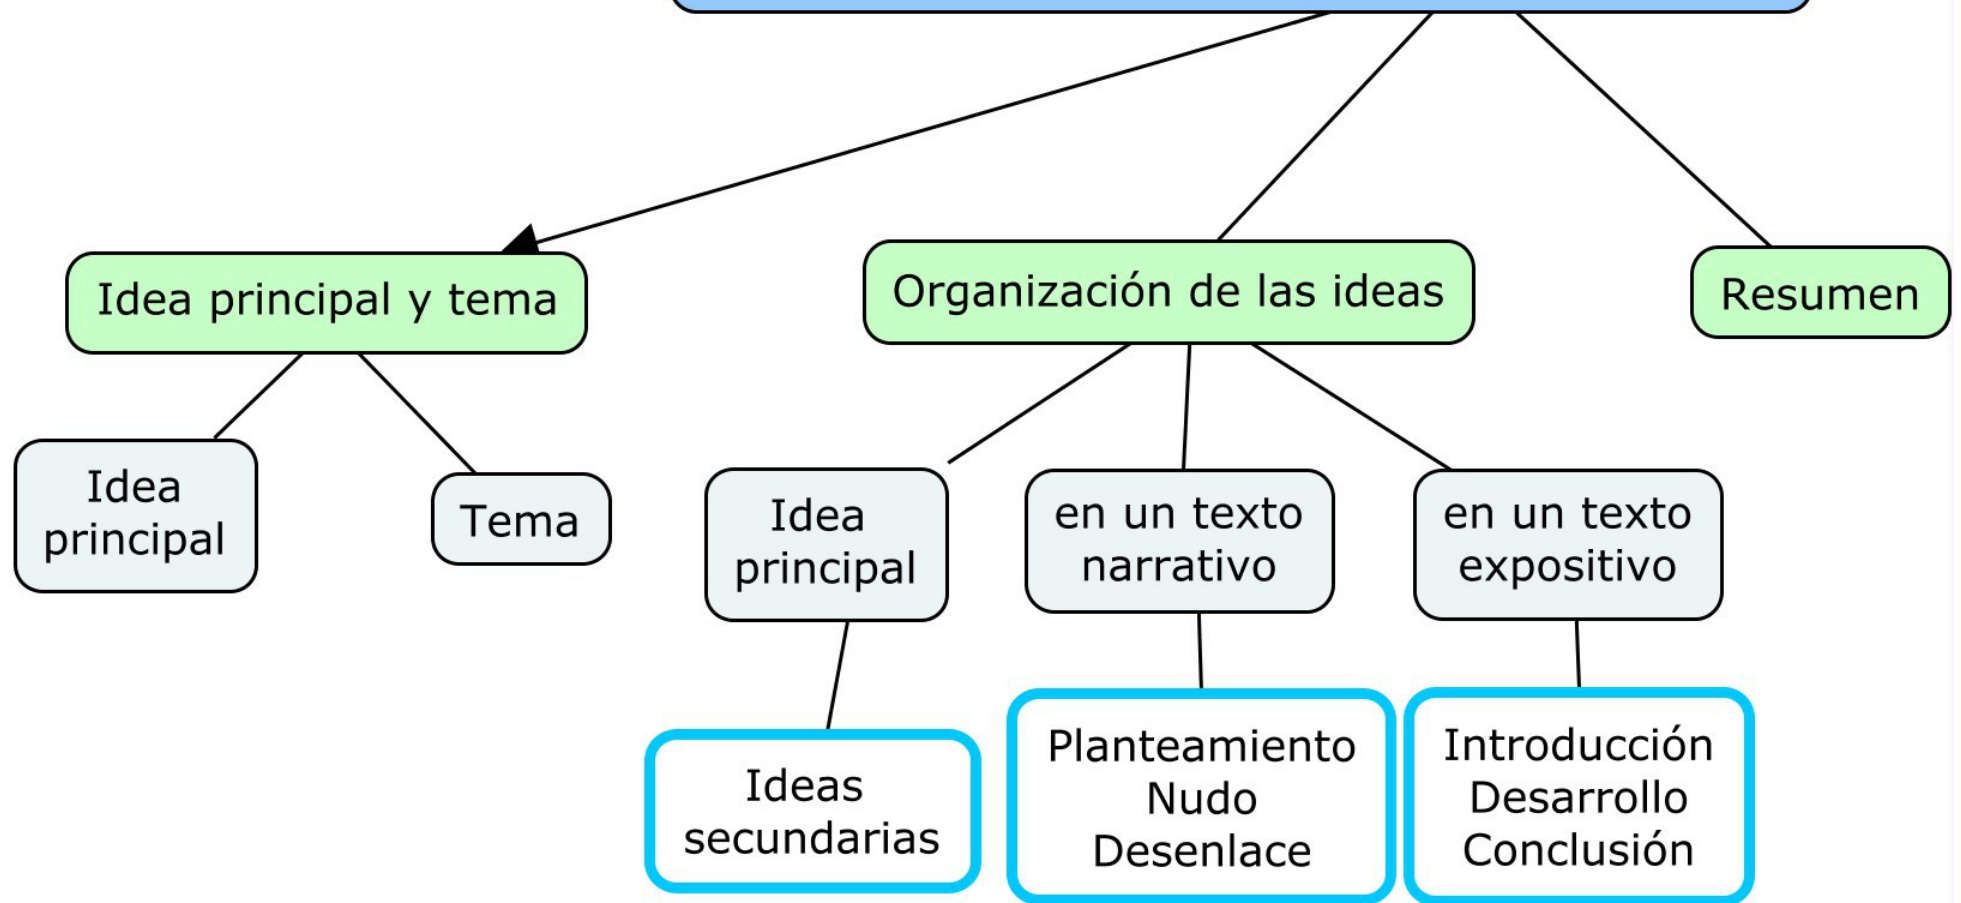 Idea principal y tema
Organización de las ideas
Resumen
Idea
principal
Tema
Idea
principal
en un texto
narrativo
en un texto
expositivo
Ideas
secundarias
Planteamiento
Nudo
Desenlace
Introducción
Desarrollo
Conclusión